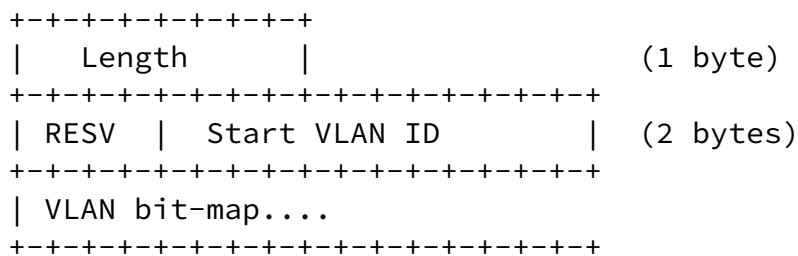 +-+-+-+-+-+-+-+-+
|   Length      |                  (1 byte)
+-+-+-+-+-+-+-+-+-+-+-+-+-+-+-+-+
| RESV  |  Start VLAN ID        |  (2 bytes)
+-+-+-+-+-+-+-+-+-+-+-+-+-+-+-+-+
| VLAN bit-map....
+-+-+-+-+-+-+-+-+-+-+-+-+-+-+-+-+